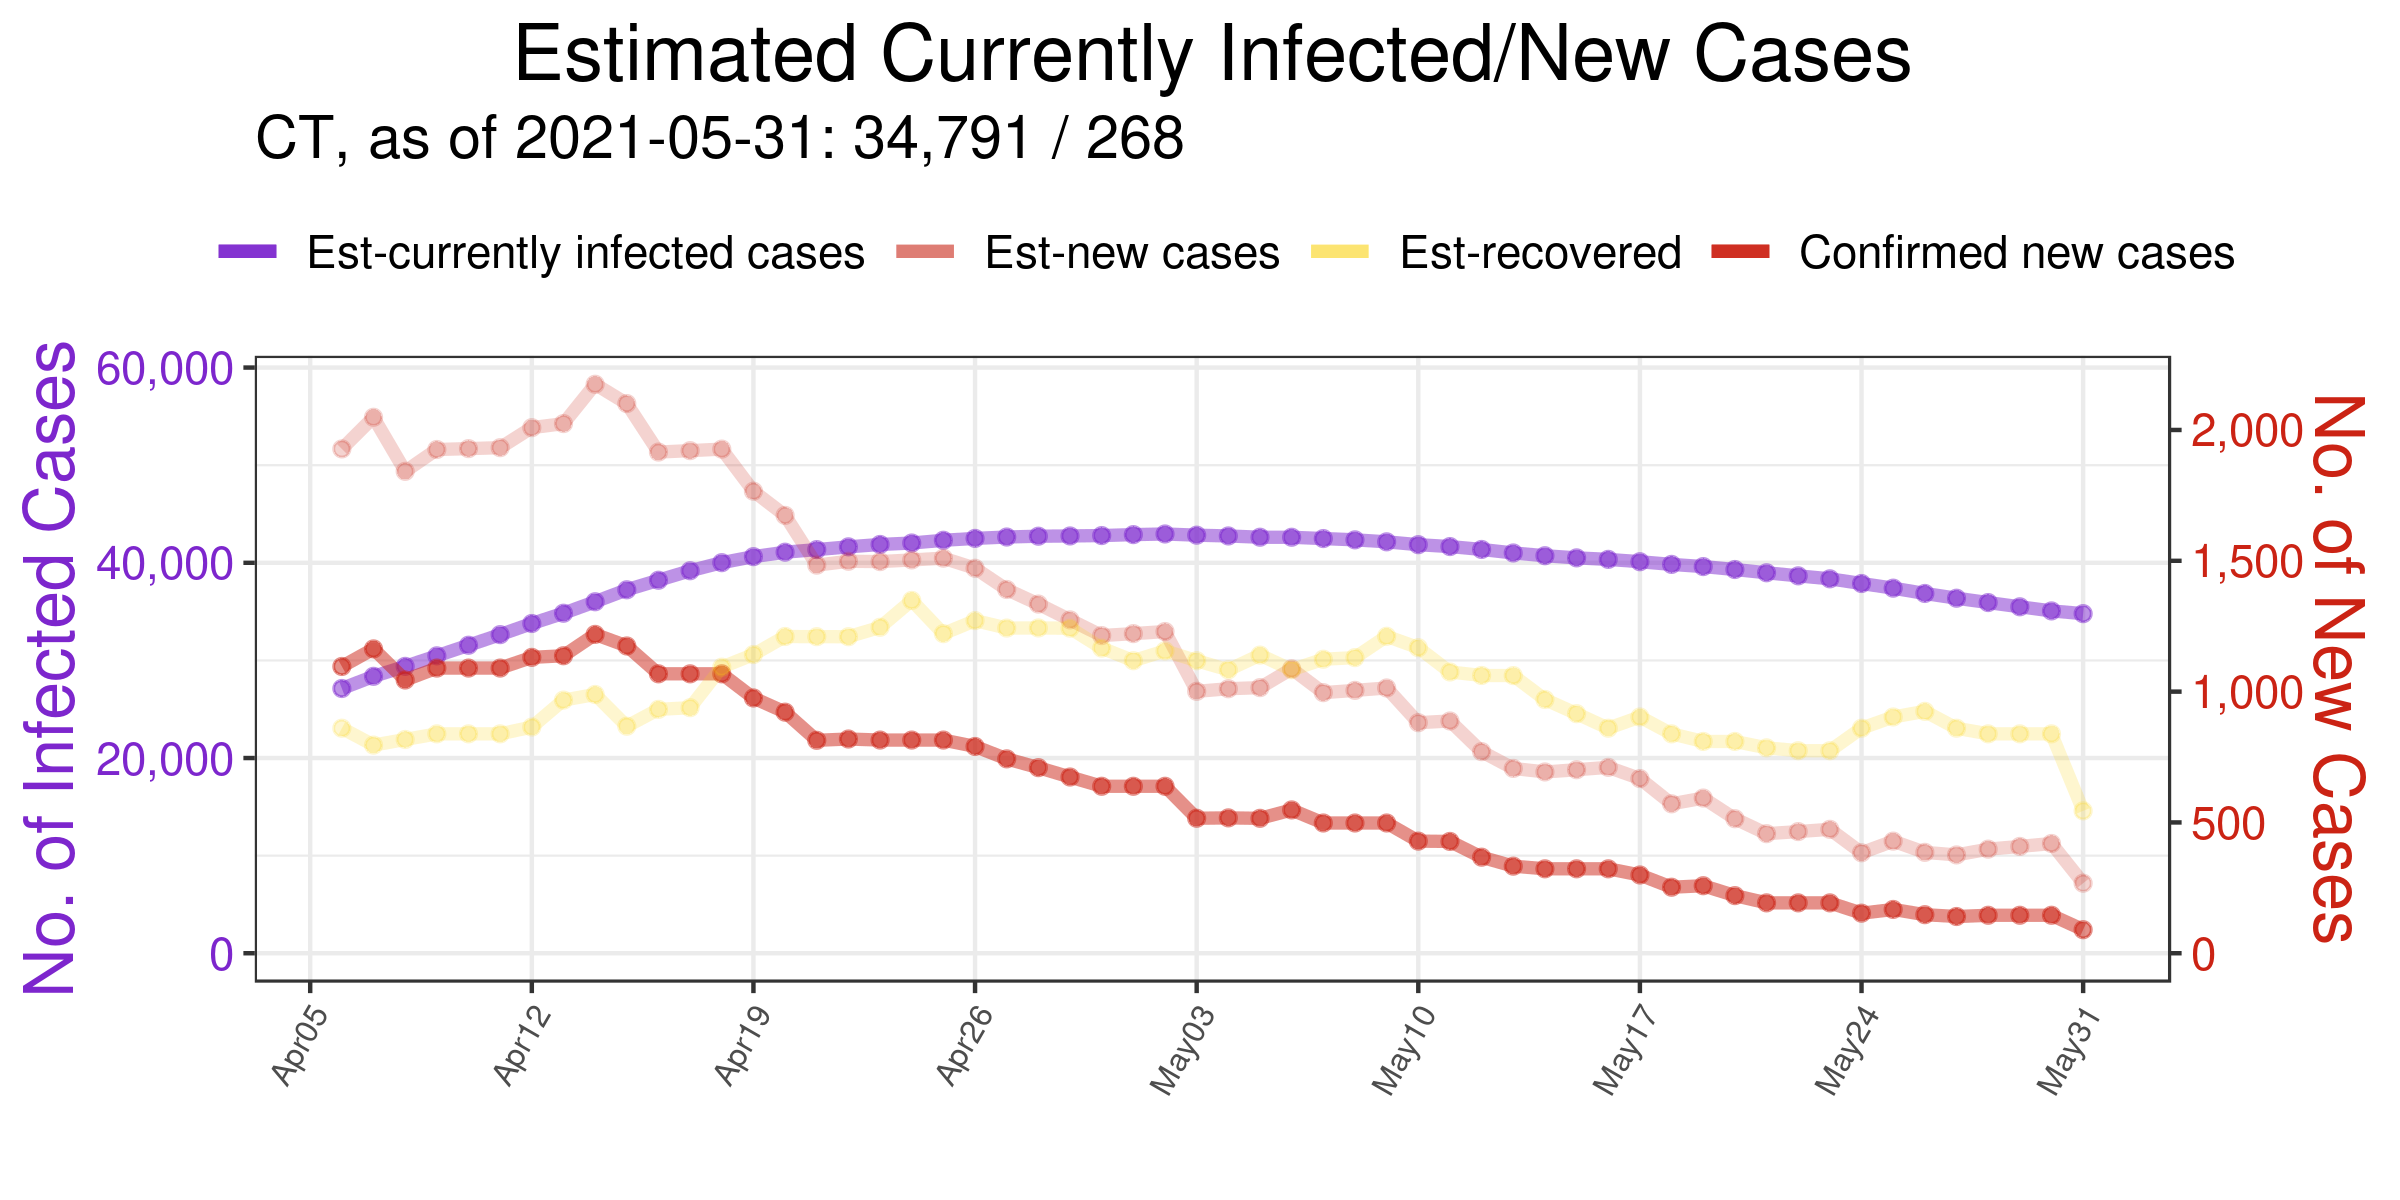 Estimated Currently Infected/New Cases
CT, as of 2021-05-31: 34,791 / 268
Est-currently infected cases Est-new cases Est-recovered Confirmed new cases
No. of Infected Cases
60,000
40,000
20,000
0
2,000
1,500
1,000
500
0
No. of New Cases
Apr05 Apr12 Apr19 Apr26 May03 May10 May17 May24 May31